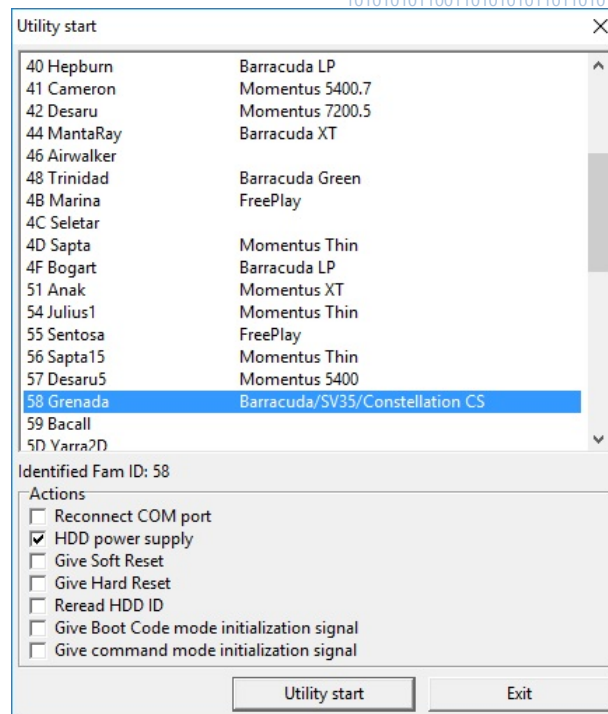 Utility start
40 Hepburn Barracuda LP
41 Cameron Momentus 5400.7
42 Desaru Momentus 7200.5
44 MantaRay Barracuda XT
46 Airwalker
48 Trinidad Barracuda Green
4B Marina FreePlay
4C Seletar
4D Sapta Momentus Thin
4F Bogart Barracuda LP
51 Anak Momentus XT
54 Julius1 Momentus Thin
55 Sentosa FreePlay
56 Sapta15 Momentus Thin
57 Desaru5 Momentus 5400
58 Grenada Barracuda/SV35/Constellation CS
59 Bacall
5D Yarra2D
Identified Fam ID: 58
Actions
Reconnect COM port
HDD power supply
Give Soft Reset
Give Hard Reset
Reread HDD ID
Give Boot Code mode initialization signal
Give command mode initialization signal
Utility start Exit